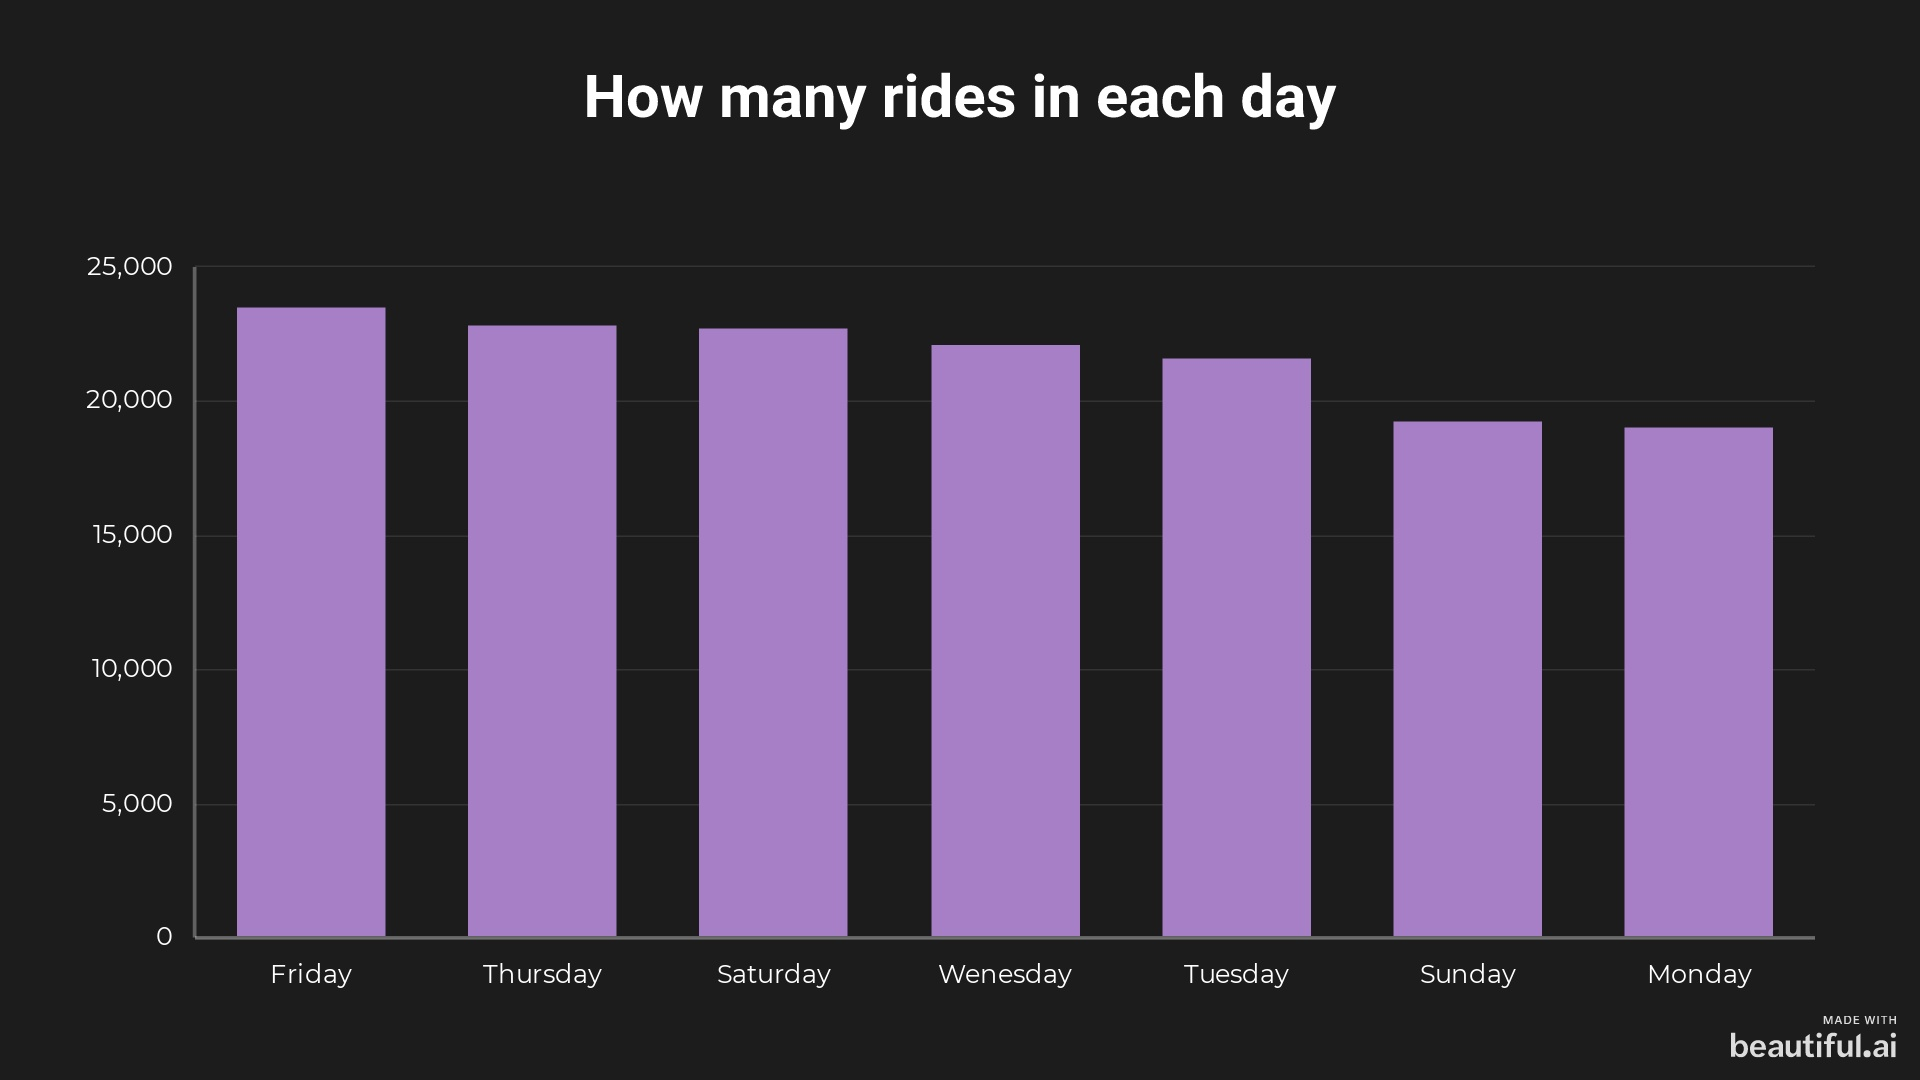 How many rides in each day
25,000
20,000
15,000
10,000
5,000
0
Friday Thursday Saturday Wenesday Tuesday Sunday Monday
MADE WITH
beautiful.ai